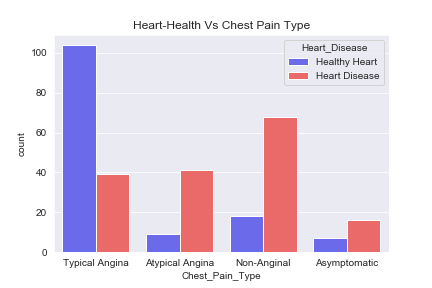 Heart-Health Vs Chest Pain Type
Heart_Disease
Healthy Heart
Heart Disease
100
80
60
40
20
0
count
Typical Angina
Atypical Angina
Non-Anginal
Asymptomatic
Chest_Pain_Type